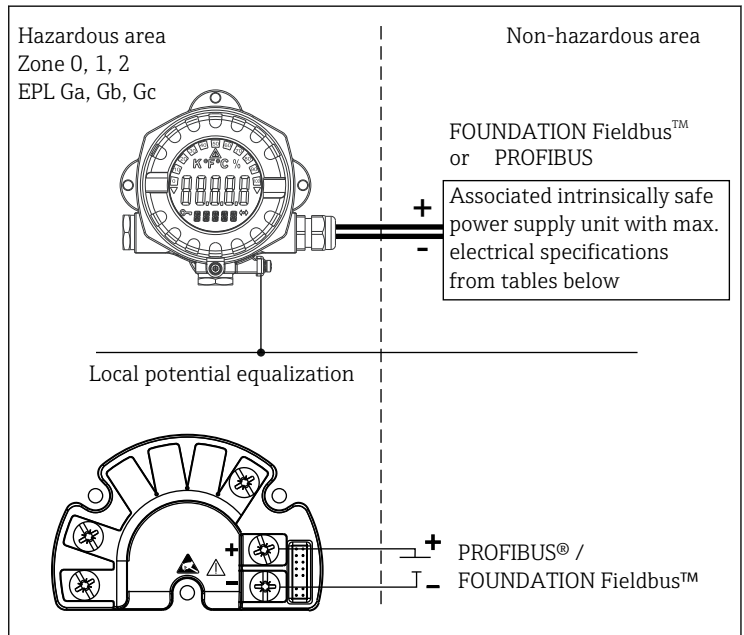 Hazardous area
Zone 0, 1, 2
EPL Ga, Gb, Gc
Non-hazardous area
K °F°C %
FOUNDATION Fieldbus™
or PROFIBUS
+
-
Associated intrinsically safe
power supply unit with max.
electrical specifications
from tables below
Local potential equalization
+
-
+
-
PROFIBUS® /
FOUNDATION Fieldbus™